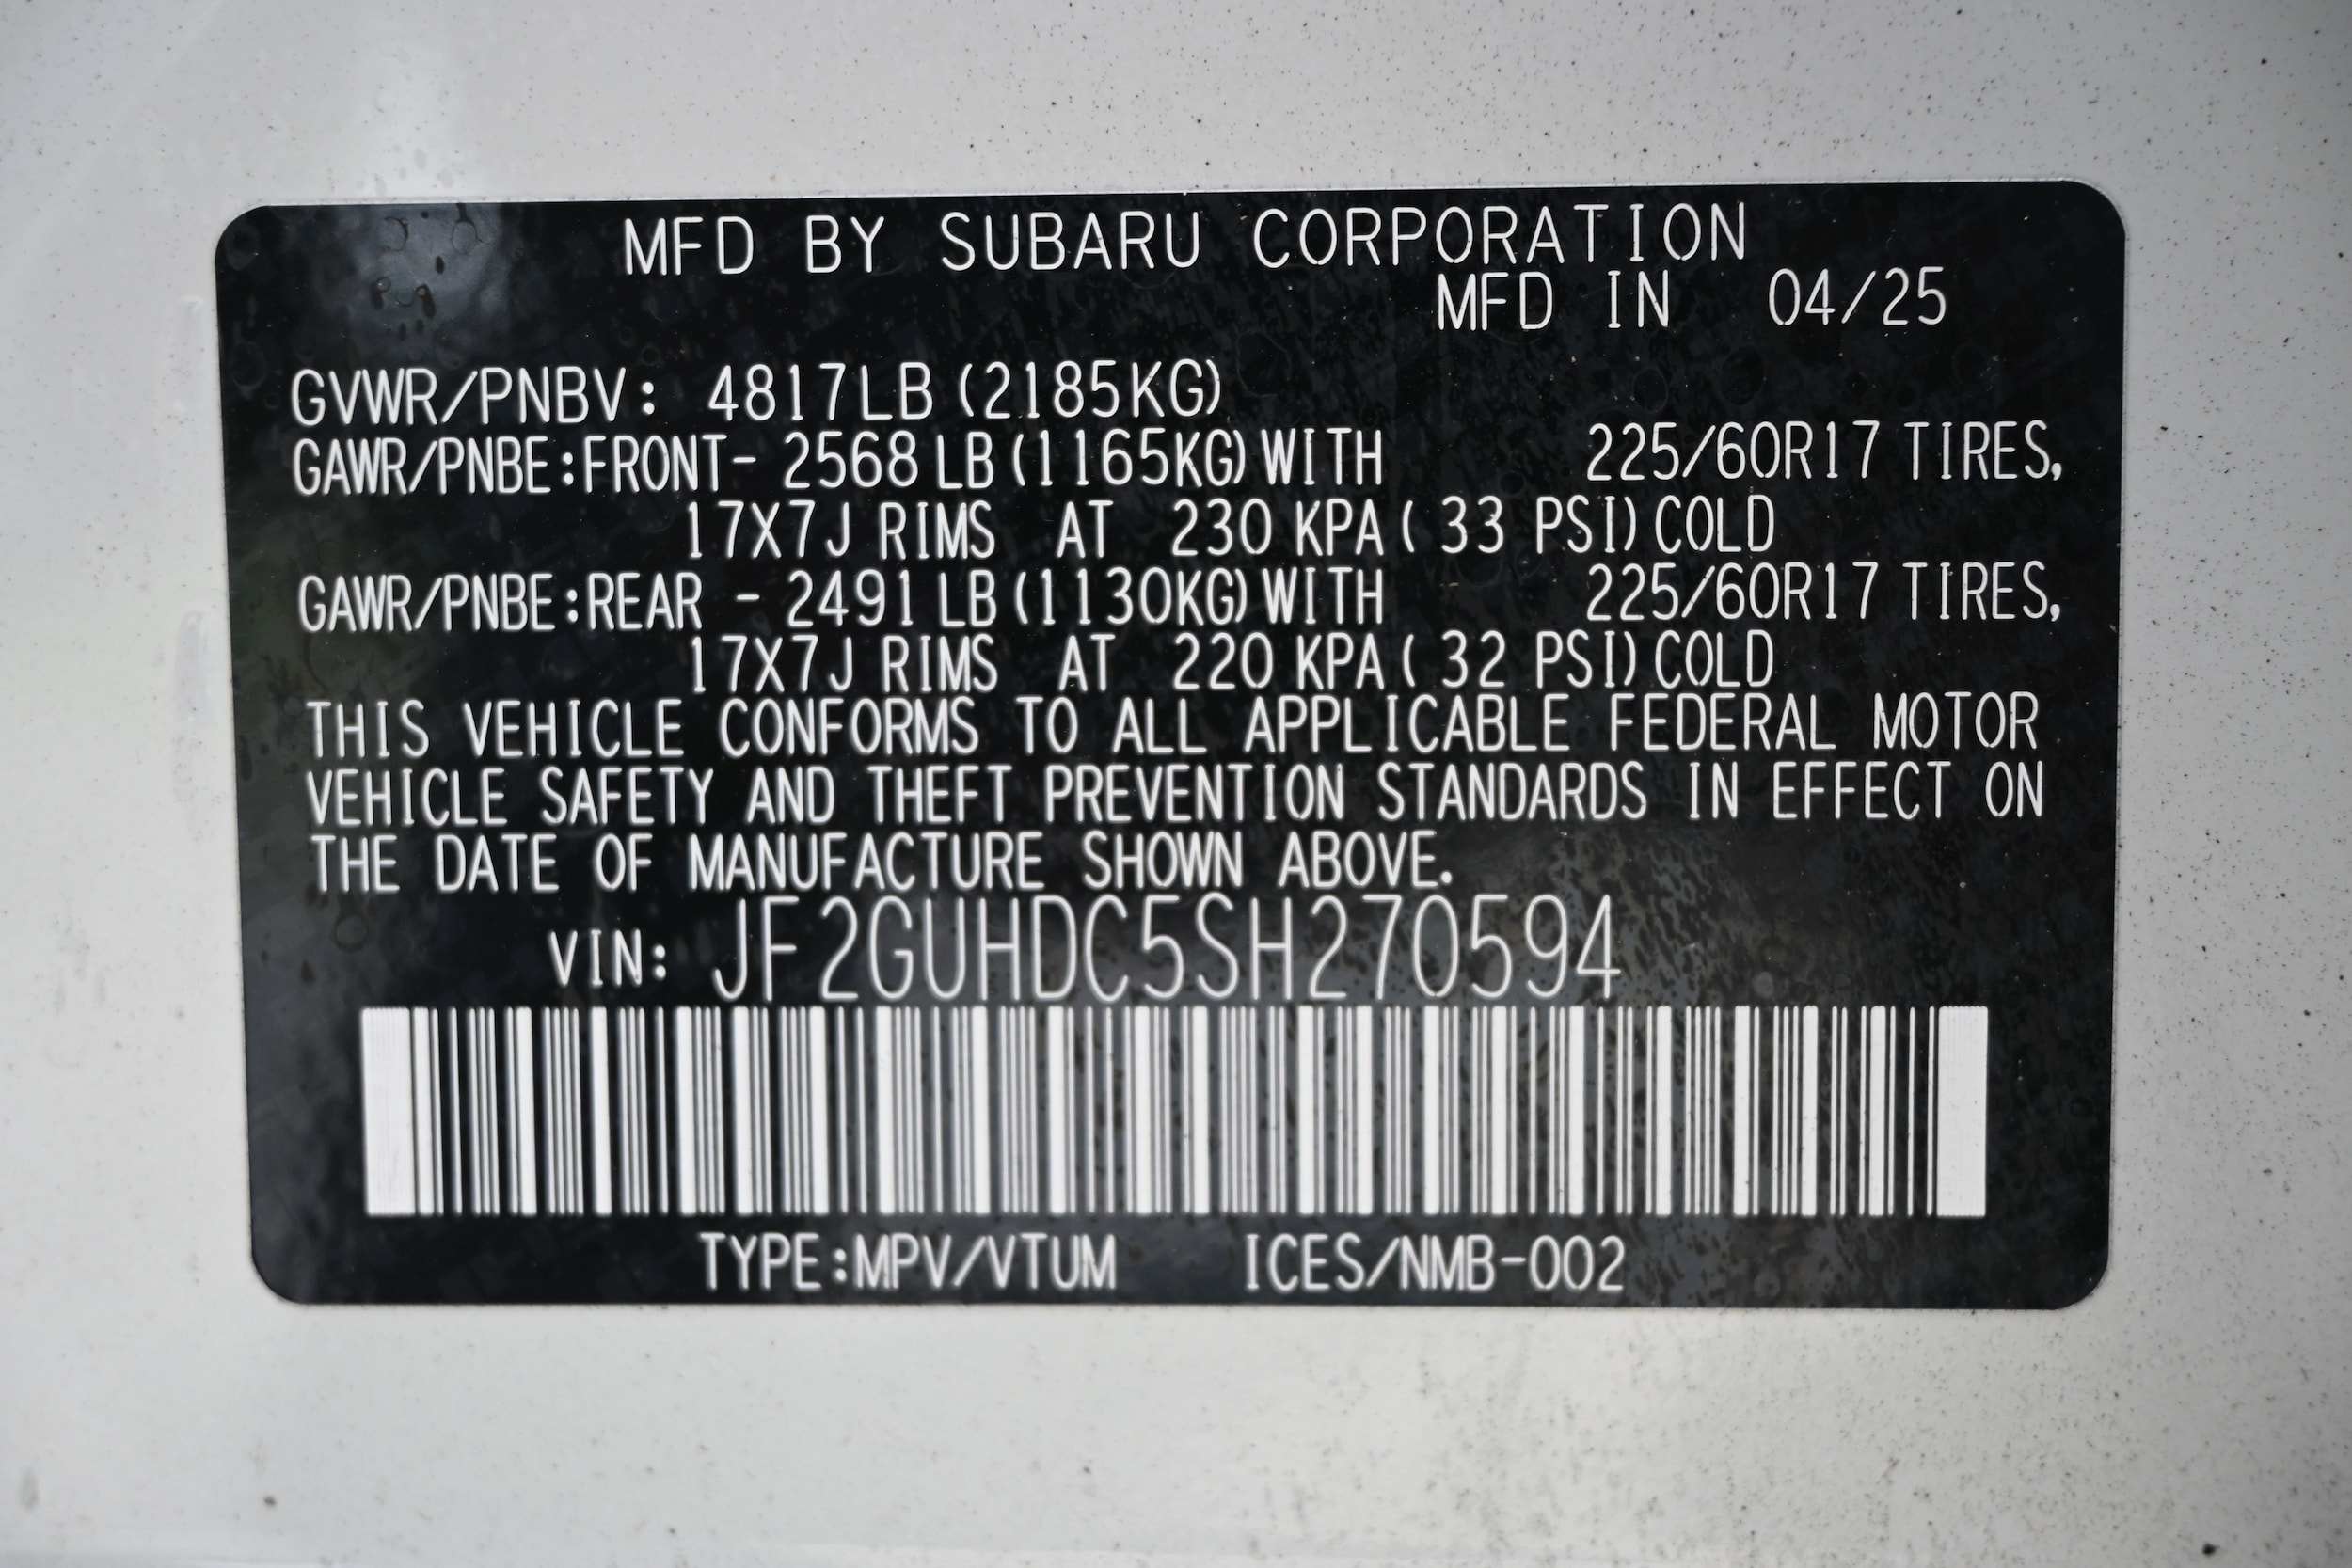 MFD BY SUBARU CORPORATION
MFD IN 04/25
GVWR/PNBV: 4817LB (2185KG)
GAWR/PNBE:FRONT- 2568 LB (1165KG) WITH 225/60R17 TIRES,
17X7J RIMS AT 230 KPA ( 33 PSI) COLD
GAWR/PNBE:REAR - 2491 LB (1130KG) WITH 225/60R17 TIRES,
17X7J RIMS AT 220 KPA ( 32 PSI) COLD
THIS VEHICLE CONFORMS TO ALL APPLICABLE FEDERAL MOTOR
VEHICLE SAFETY AND THEFT PREVENTION STANDARDS IN EFFECT ON
THE DATE OF MANUFACTURE SHOWN ABOVE.
VIN: JF2GUHDC5SH270594
TYPE:MPV/VTUM ICES/NMB-002